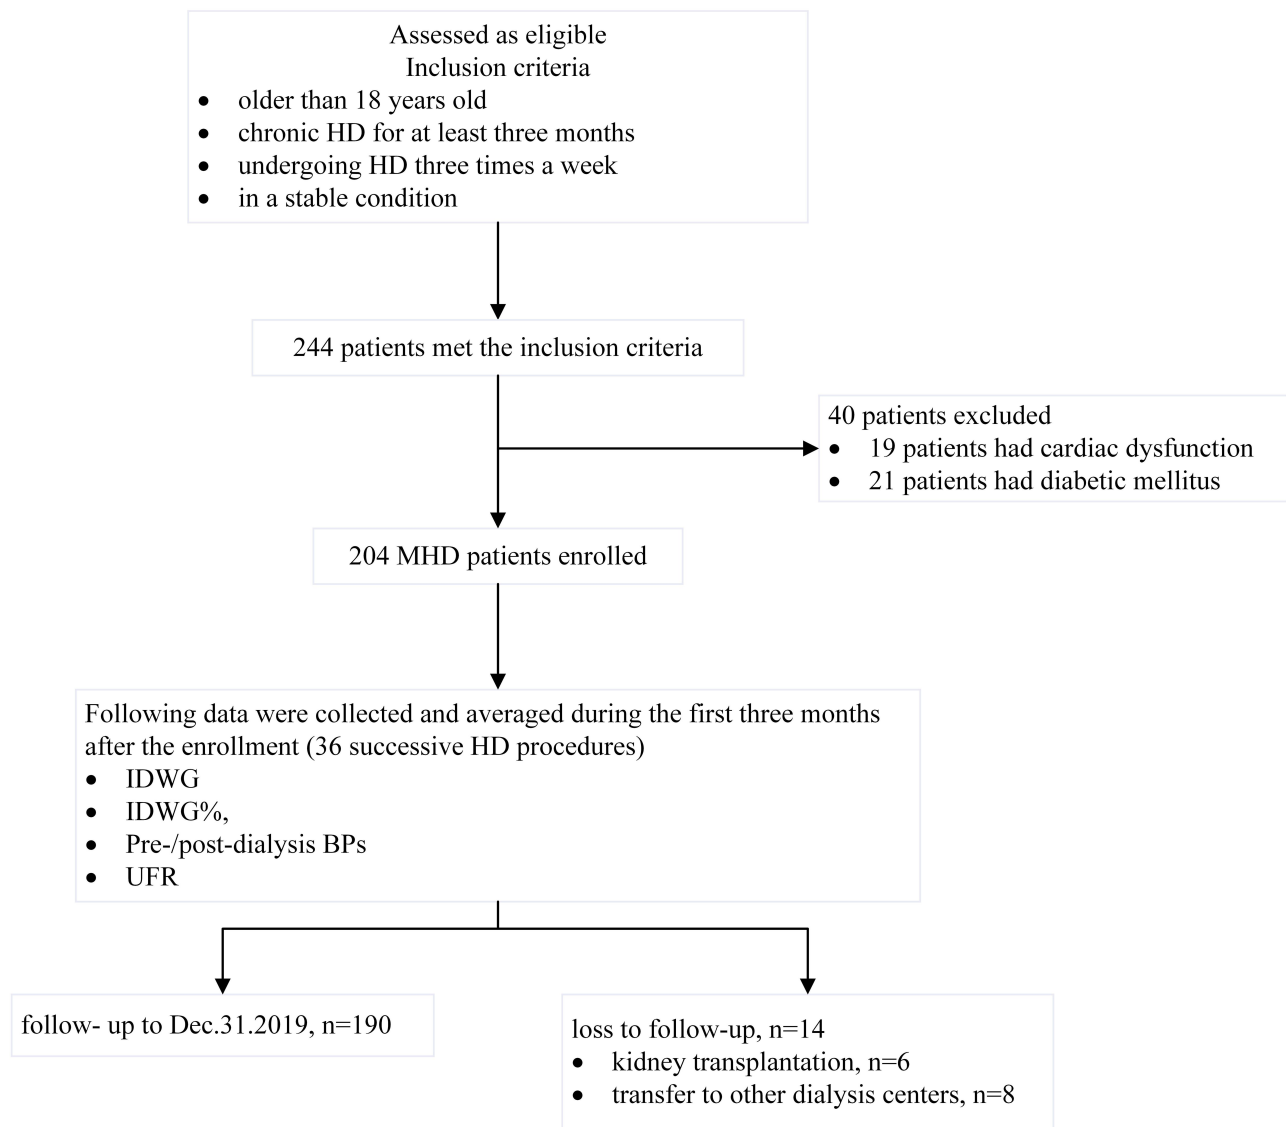 Assessed as eligible
Inclusion criteria
• older than 18 years old
• chronic HD for at least three months
• undergoing HD three times a week
• in a stable condition
244 patients met the inclusion criteria
40 patients excluded
• 19 patients had cardiac dysfunction
• 21 patients had diabetic mellitus
204 MHD patients enrolled
Following data were collected and averaged during the first three months
after the enrollment (36 successive HD procedures)
• IDWG
• IDWG%,
• Pre-/post-dialysis BPs
• UFR
follow- up to Dec.31.2019, n=190
loss to follow-up, n=14
• kidney transplantation, n=6
• transfer to other dialysis centers, n=8